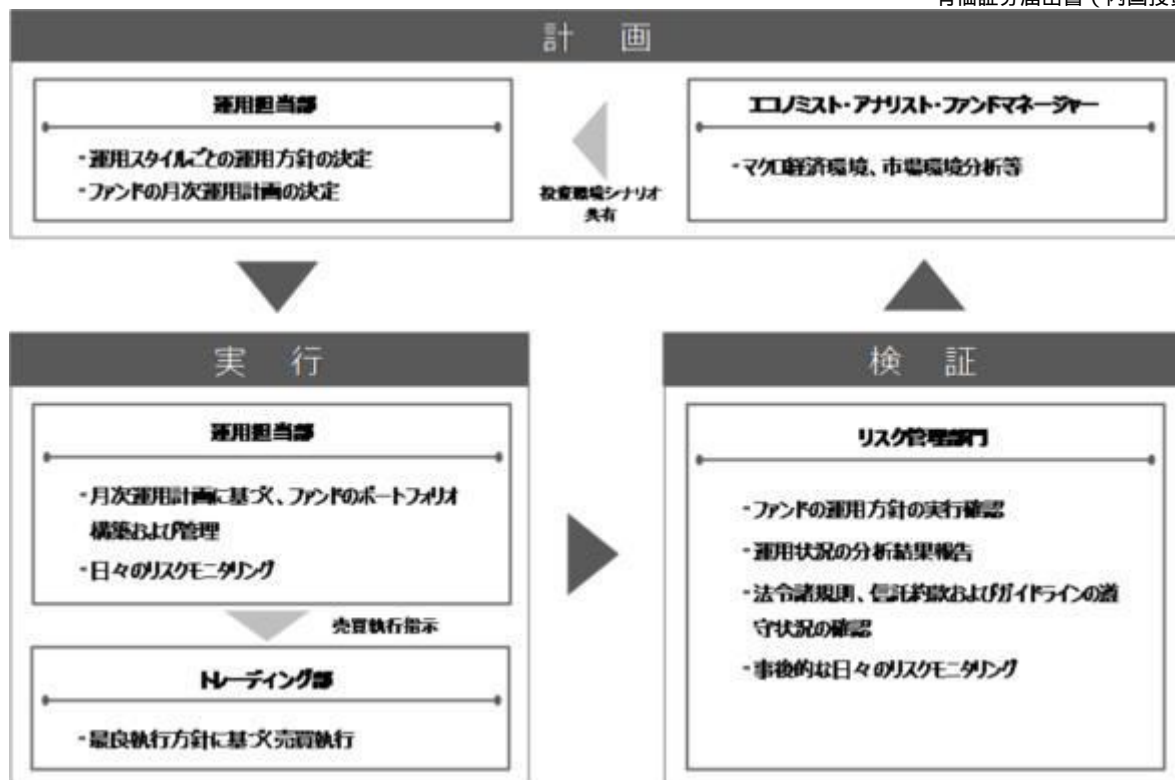 計 画
運用担当部
・運用スタイルごとの運用方針の決定
・ファンドの月次運用計画の決定
投資環境シナリオ
共有
エコノミスト・アナリスト・ファンドマネージャー
・マクロ経済環境、市場環境分析等
実 行
運用担当部
・月次運用計画に基づく、ファンドのポートフォリオ
構築および管理
・日々のリスクモニタリング
売買執行指示
トレーディング部
・最良執行方針に基づく売買執行
検 証
リスク管理部門
・ファンドの運用方針の実行確認
・運用状況の分析結果報告
・法令諸規則、信託約款およびガイドラインの遵
守状況の確認
・事後的な日々のリスクモニタリング